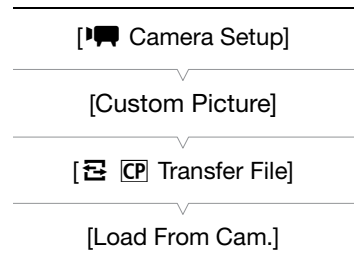 [Camera Setup]
[Custom Picture]
[CP Transfer File]
[Load From Cam.]